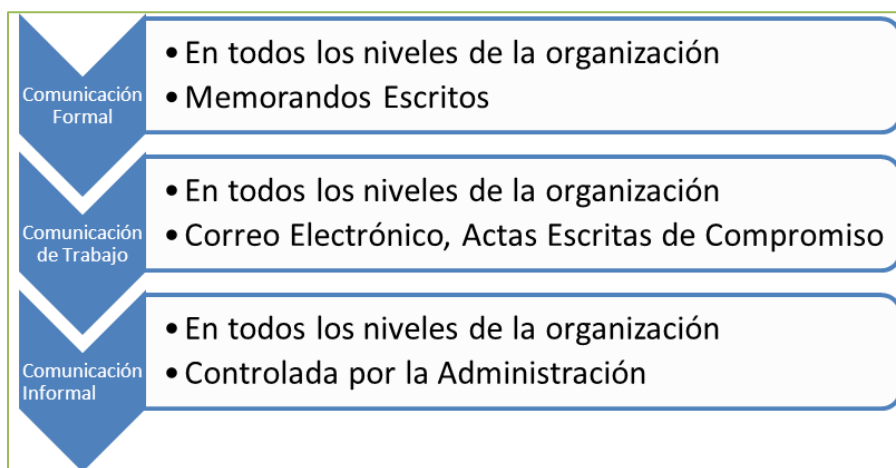 Comunicación
Formal
• En todos los niveles de la organización
• Memorandos Escritos
Comunicación
de Trabajo
• En todos los niveles de la organización
• Correo Electrónico, Actas Escritas de Compromiso
Comunicación
Informal
• En todos los niveles de la organización
• Controlada por la Administración